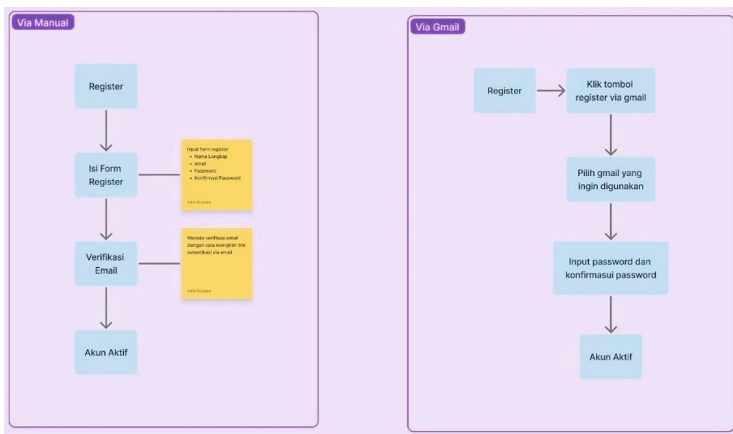 Via Manual
Register
Isi Form
Register
Input form register
• Nama Lengkap
• email
• Password
• Konfirmasi Password
Verifikasi
Email
Metode verifikasi email
dengan cara mengirim link
autentikasi via email
Akun Aktif
Via Gmail
Register
Klik tombol
register via gmail
Pilih gmail yang
ingin digunakan
Input password dan
konfirmasui password
Akun Aktif